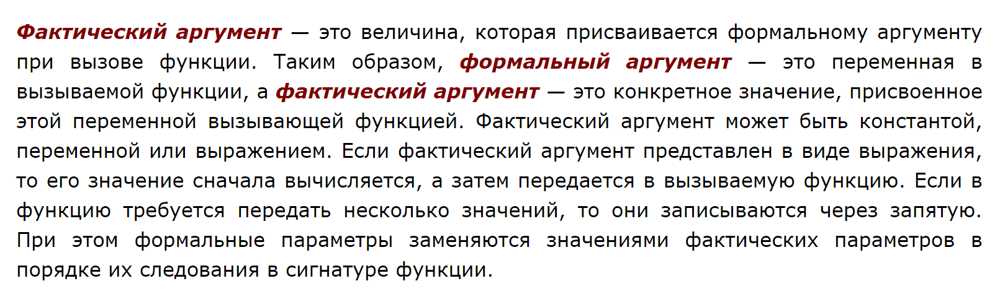 Фактический аргумент — это величина, которая присваивается формальному аргументу
при вызове функции. Таким образом, формальный аргумент — это переменная в
вызываемой функции, а фактический аргумент — это конкретное значение, присвоенное
этой переменной вызывающей функцией. Фактический аргумент может быть константой,
переменной или выражением. Если фактический аргумент представлен в виде выражения,
то его значение сначала вычисляется, а затем передается в вызываемую функцию. Если в
функцию требуется передать несколько значений, то они записываются через запятую.
При этом формальные параметры заменяются значениями фактических параметров в
порядке их следования в сигнатуре функции.